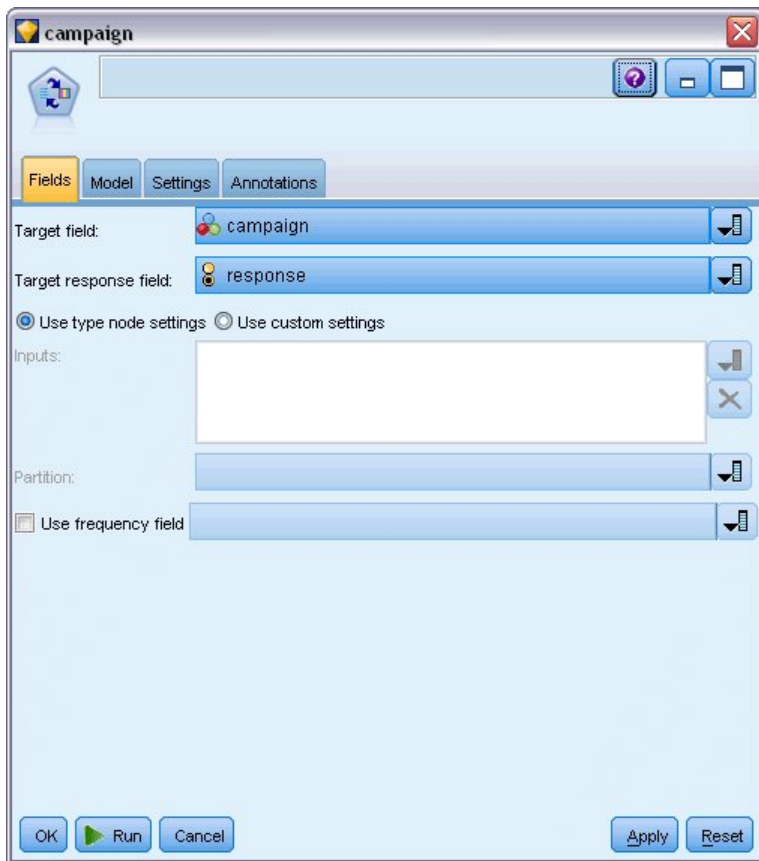 campaign
Fields Model Settings Annotations
Target field: campaign
Target response field: response
Use type node settings Use custom settings
Inputs:
Partition:
Use frequency field
OK Run Cancel Apply Reset